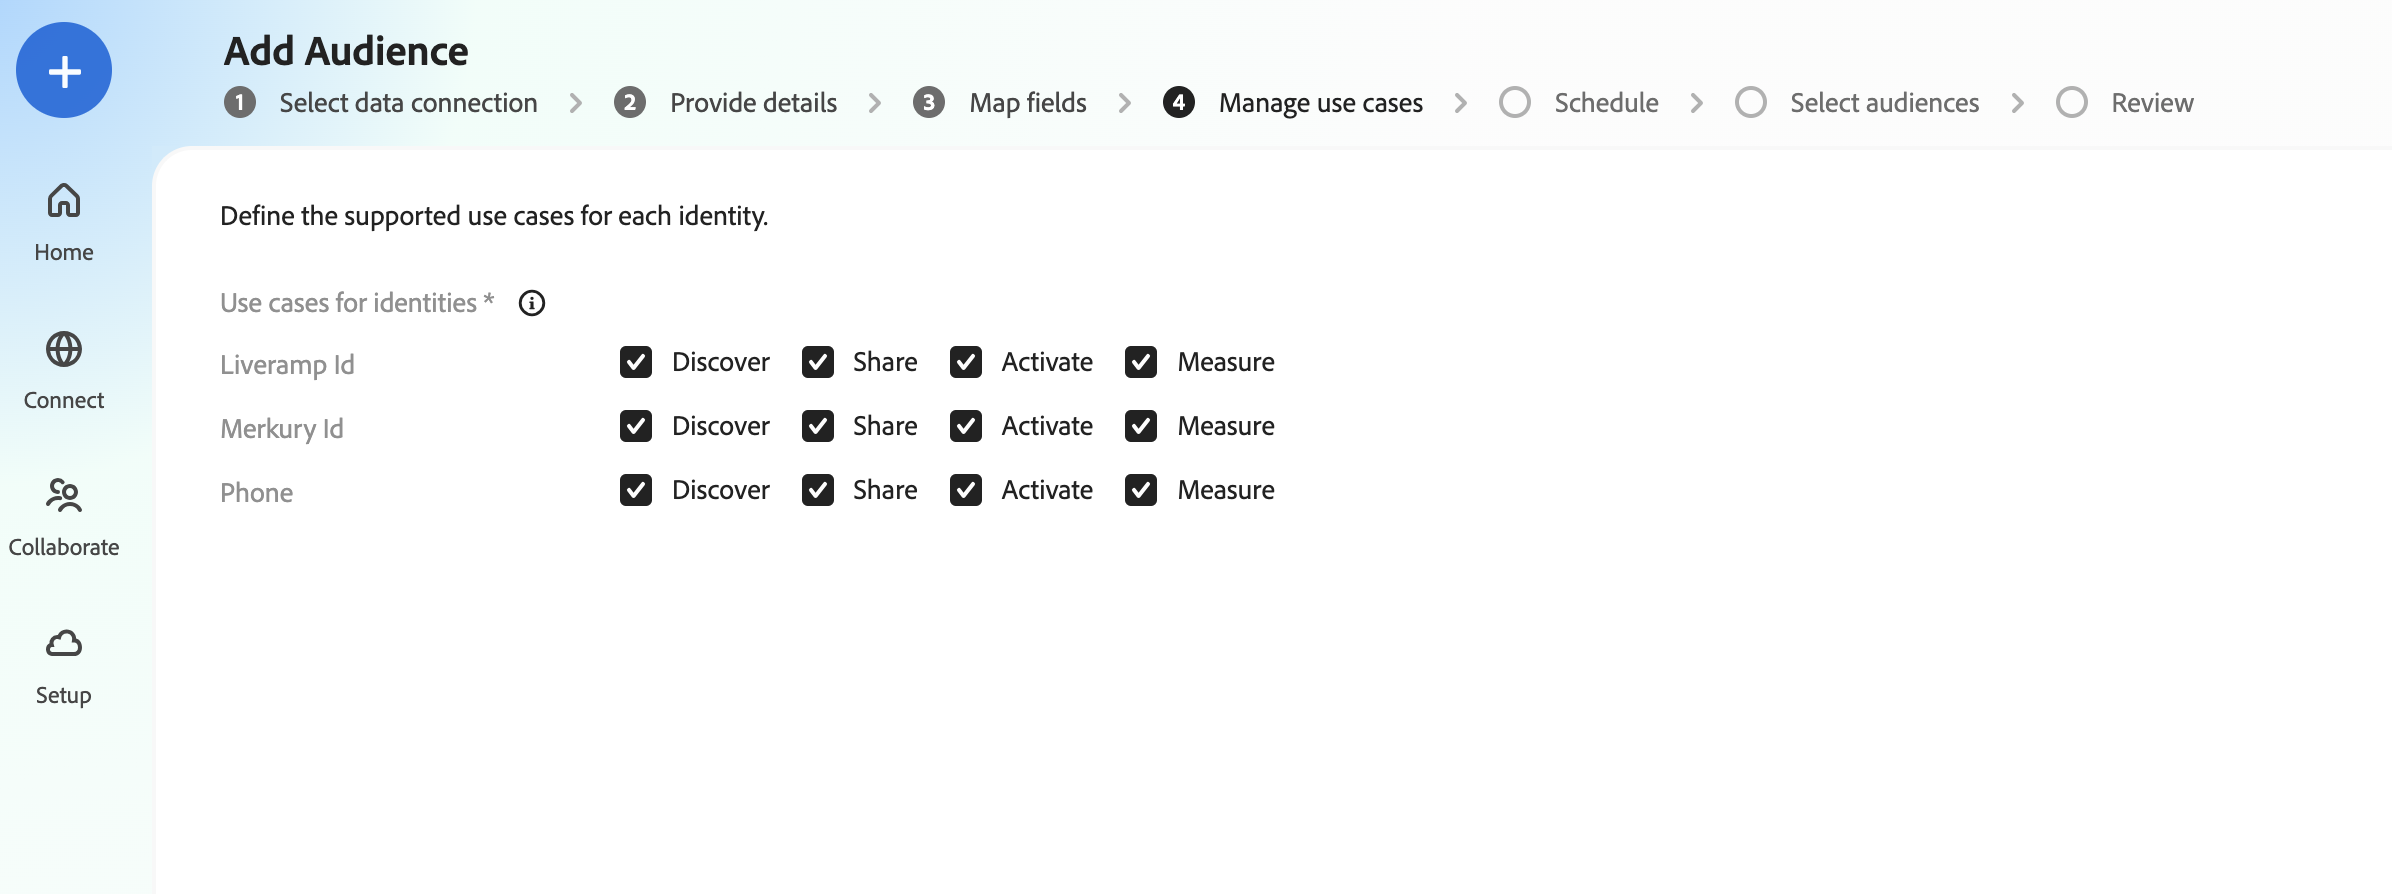 Add Audience
1 Select data connection 2 Provide details 3 Map fields 4 Manage use cases Schedule Select audiences Review
Home
Connect
Collaborate
Setup
Define the supported use cases for each identity.
Use cases for identities *
Liveramp Id Discover Share Activate Measure
Merkury Id Discover Share Activate Measure
Phone Discover Share Activate Measure